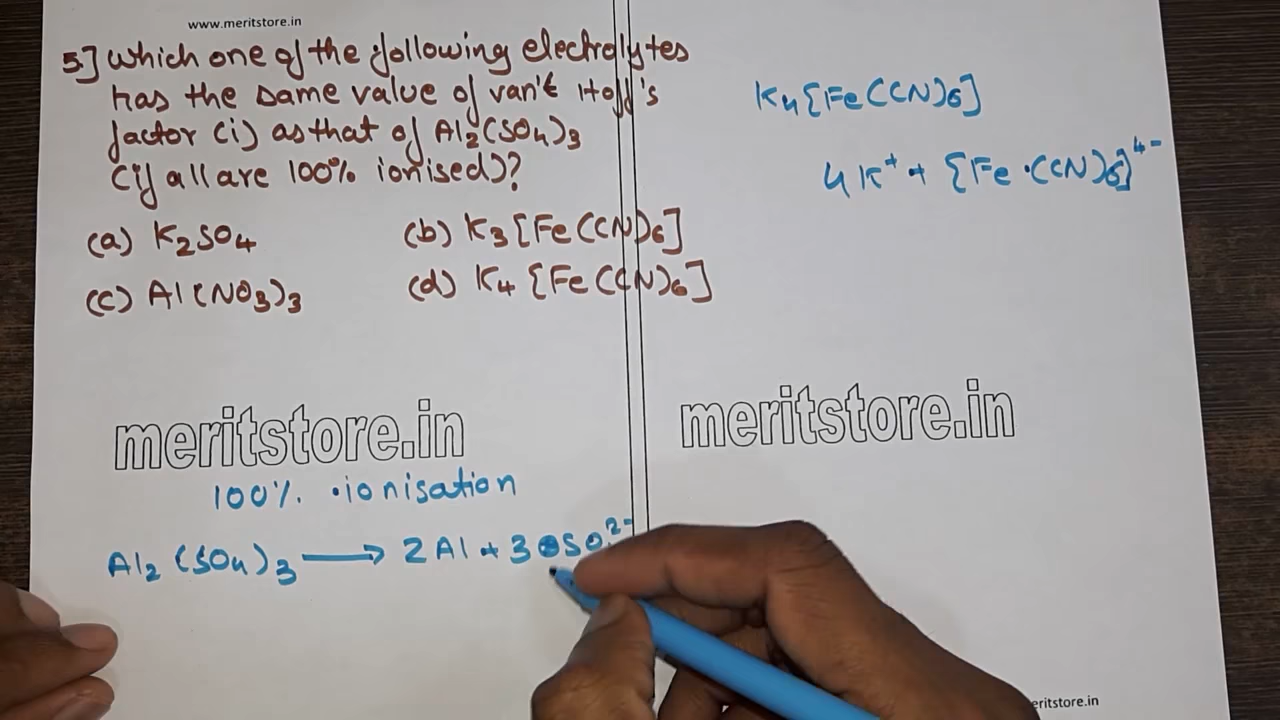 www.meritstore.in
5.] Which one of the following electrolytes
has the same value of van't Hoff's
factor (i) as that of Al₂(SO₄)₃
(if all are 100% ionised)?
(a) K₂SO₄ (b) K₃[Fe(CN)₆]
(c) Al(NO₃)₃ (d) K₄[Fe(CN)₆]
meritstore.in
100% ionisation
Al₂(SO₄)₃ ⟶ 2Al + 3SO²⁻
K₄[Fe(CN)₆]
4K⁺ + [Fe(CN)₆]⁴⁻
meritstore.in
eritstore.in